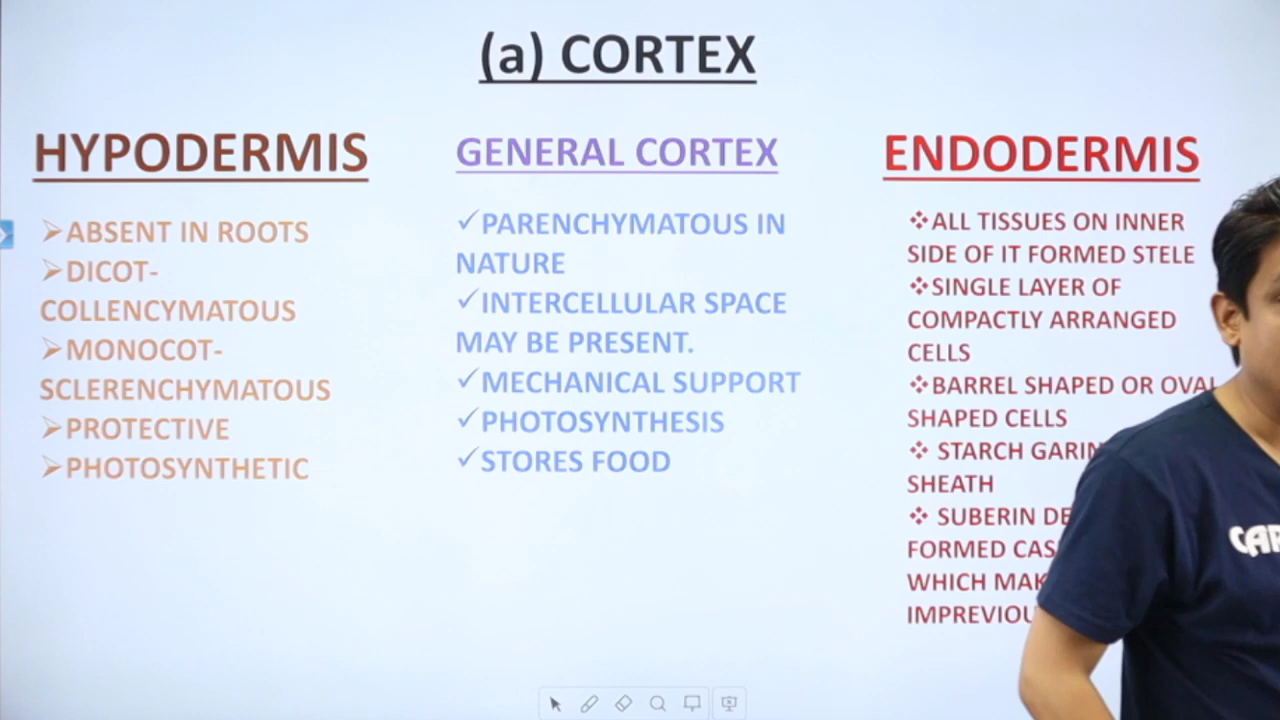 (a) CORTEX
HYPODERMIS
ABSENT IN ROOTS
DICOT-
COLLENCYMATOUS
MONOCOT-
SCLERENCHYMATOUS
PROTECTIVE
PHOTOSYNTHETIC
GENERAL CORTEX
PARENCHYMATOUS IN
NATURE
INTERCELLULAR SPACE
MAY BE PRESENT.
MECHANICAL SUPPORT
PHOTOSYNTHESIS
STORES FOOD
ENDODERMIS
ALL TISSUES ON INNER
SIDE OF IT FORMED STELE
SINGLE LAYER OF
COMPACTLY ARRANGED
CELLS
BARREL SHAPED OR OVAL
SHAPED CELLS
STARCH
SHEATH
SUBERIN
FORMED
WHICH